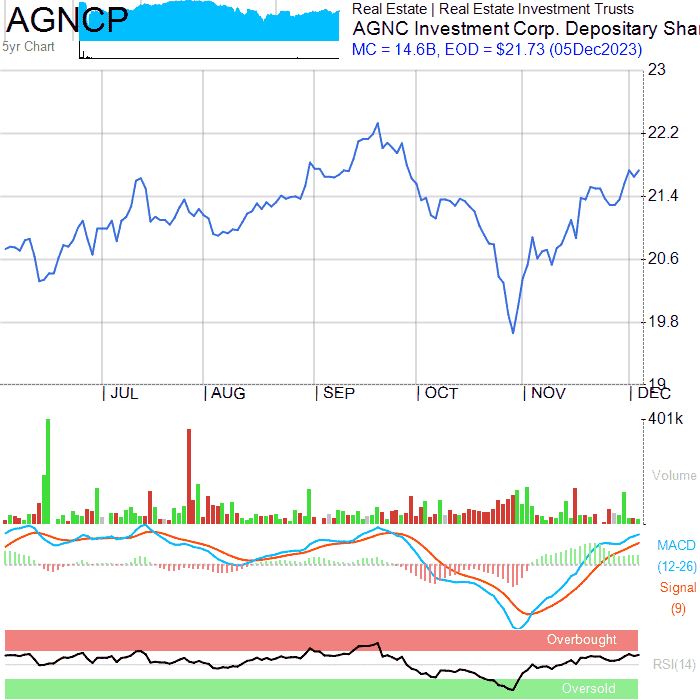 AGNCP
5yr Chart
Real Estate | Real Estate Investment Trusts
AGNC Investment Corp. Depositary Shar
MC = 14.6B, EOD = $21.73 (05Dec2023)
23
22.2
21.4
20.6
19.8
19
| JUL | AUG | SEP | OCT | NOV | DEC
401k
Volume
MACD
(12-26)
Signal
(9)
Overbought
RSI(14)
Oversold